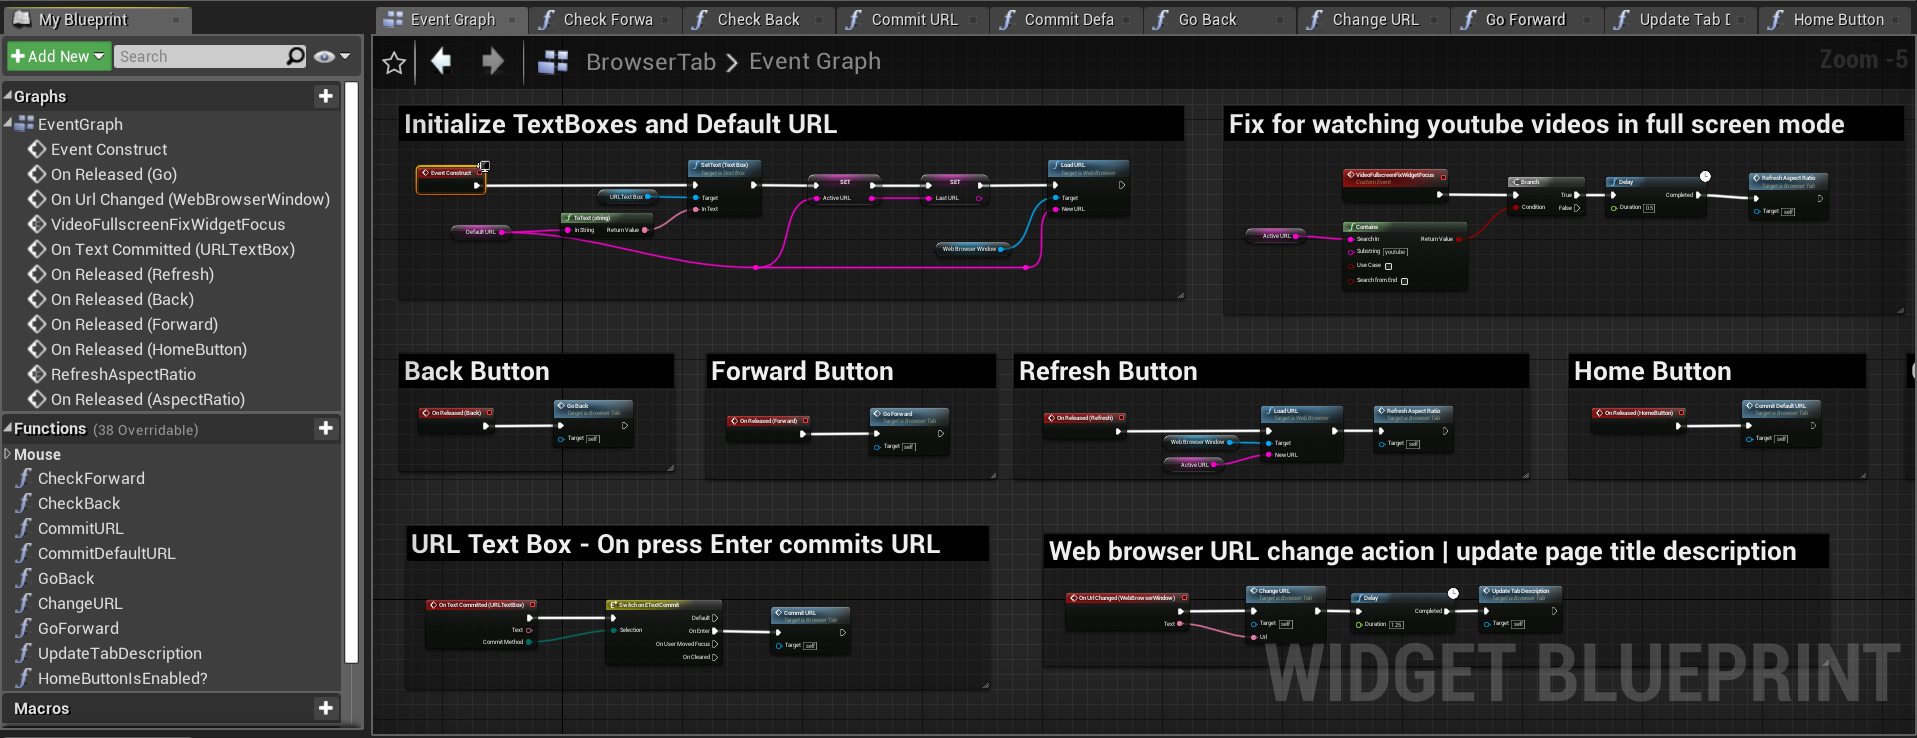 My Blueprint
Event Graph
Check Forwa
Check Back
Commit URL
Commit Defa
Go Back
Change URL
Go Forward
Update Tab D
Home Button
Add New
Search
BrowserTab > Event Graph
Zoom -5
Graphs
EventGraph
Event Construct
On Released (Go)
On Url Changed (WebBrowserWindow)
VideoFullscreenFixWidgetFocus
On Text Committed (URLTextBox)
On Released (Refresh)
On Released (Back)
On Released (Forward)
On Released (HomeButton)
RefreshAspectRatio
On Released (AspectRatio)
Functions (38 Overridable)
Mouse
CheckForward
CheckBack
CommitURL
CommitDefaultURL
GoBack
ChangeURL
GoForward
UpdateTabDescription
HomeButtonIsEnabled?
Macros
Initialize TextBoxes and Default URL
Event Construct
SetText (Text Box)
Target is Text Box
Target
In Text
URLText Box
ToText (string)
In String
Return Value
Default URL
SET
Active URL
SET
Last URL
Load URL
Target is Web Browser
Target
New URL
Web Browser Window
Fix for watching youtube videos in full screen mode
VideoFullscreenFixWidgetFocus
Custom Event
Branch
True
Condition
False
Delay
Completed
Duration 0.5
Refresh Aspect Ratio
Target is Browser Tab
Target self
Active URL
Contains
Search In
Return Value
Substring youtube
Use Case
Search from End
Back Button
On Released (Back)
Go Back
Target is Browser Tab
Target self
Forward Button
On Released (Forward)
Go Forward
Target is Browser Tab
Target self
Refresh Button
On Released (Refresh)
Load URL
Target is Web Browser
Target
New URL
Web Browser Window
Active URL
Refresh Aspect Ratio
Target is Browser Tab
Target self
Home Button
On Released (HomeButton)
Commit Default URL
Target is Browser Tab
Target self
URL Text Box - On press Enter commits URL
On Text Committed (URLTextBox)
Text
Commit Method
Switch on ETextCommit
Default
Selection
On Enter
On User Moved Focus
On Cleared
Commit URL
Target is Browser Tab
Target self
Web browser URL change action | update page title description
On Url Changed (WebBrowserWindow)
Text
Change URL
Target is Browser Tab
Target self
Url
Delay
Completed
Duration 1.25
Update Tab Description
Target is Browser Tab
Target self
WIDGET BLUEPRINT